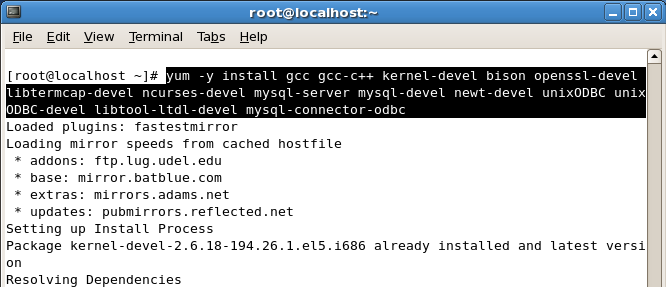 root@localhost:~
File Edit View Terminal Tabs Help
[root@localhost ~]# yum -y install gcc gcc-c++ kernel-devel bison openssl-devel
libtermcap-devel ncurses-devel mysql-server mysql-devel newt-devel unixODBC unix
ODBC-devel libtool-ltdl-devel mysql-connector-odbc
Loaded plugins: fastestmirror
Loading mirror speeds from cached hostfile
* addons: ftp.lug.udel.edu
* base: mirror.batblue.com
* extras: mirrors.adams.net
* updates: pubmirrors.reflected.net
Setting up Install Process
Package kernel-devel-2.6.18-194.26.1.el5.i686 already installed and latest versi
on
Resolving Dependencies